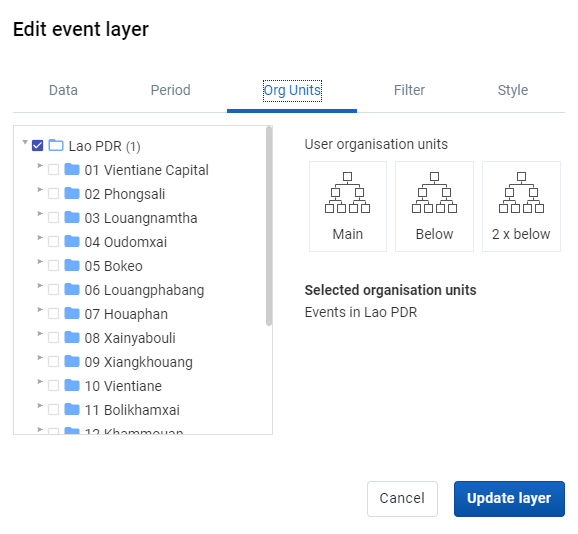 Edit event layer
Data Period Org Units Filter Style
Lao PDR (1)
01 Vientiane Capital
02 Phongsali
03 Louangnamtha
04 Oudomxai
05 Bokeo
06 Louangphabang
07 Houaphan
08 Xainyabouli
09 Xiangkhouang
10 Vientiane
11 Bolikhamxai
12 Khammouan
User organisation units
Main Below 2 x below
Selected organisation units
Events in Lao PDR
Cancel Update layer